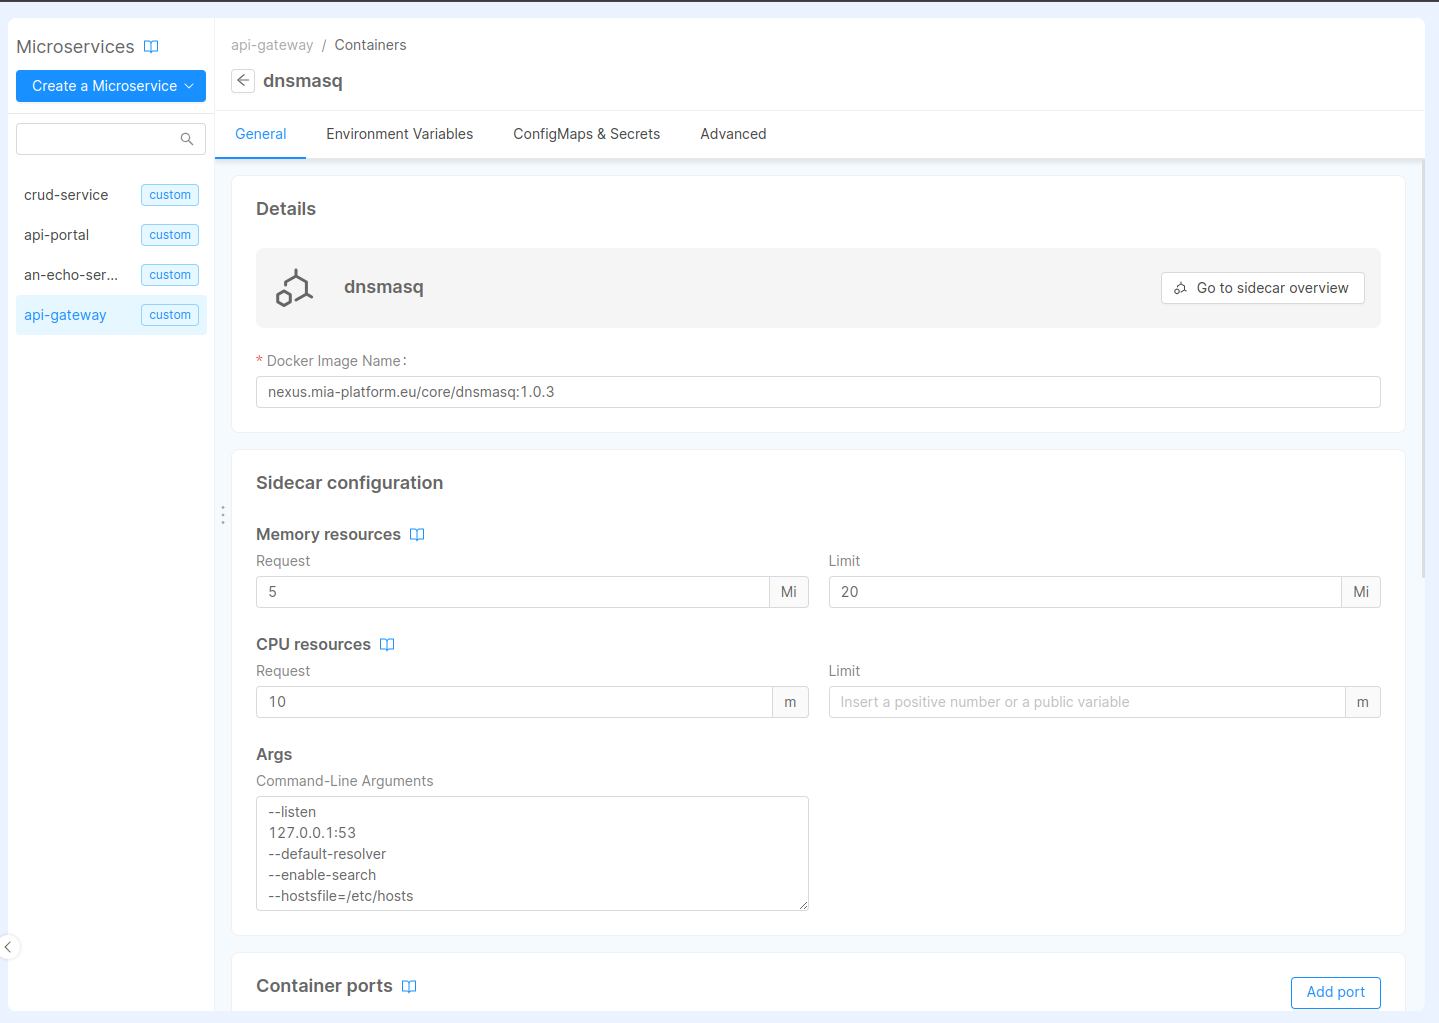 Microservices
Create a Microservice
crud-service custom
api-portal custom
an-echo-ser... custom
api-gateway custom
api-gateway / Containers
dnsmasq
General Environment Variables ConfigMaps & Secrets Advanced
Details
dnsmasq
Go to sidecar overview
* Docker Image Name:
nexus.mia-platform.eu/core/dnsmasq:1.0.3
Sidecar configuration
Memory resources
Request Limit
5 Mi 20 Mi
CPU resources
Request Limit
10 m Insert a positive number or a public variable m
Args
Command-Line Arguments
--listen
127.0.0.1:53
--default-resolver
--enable-search
--hostsfile=/etc/hosts
Container ports
Add port